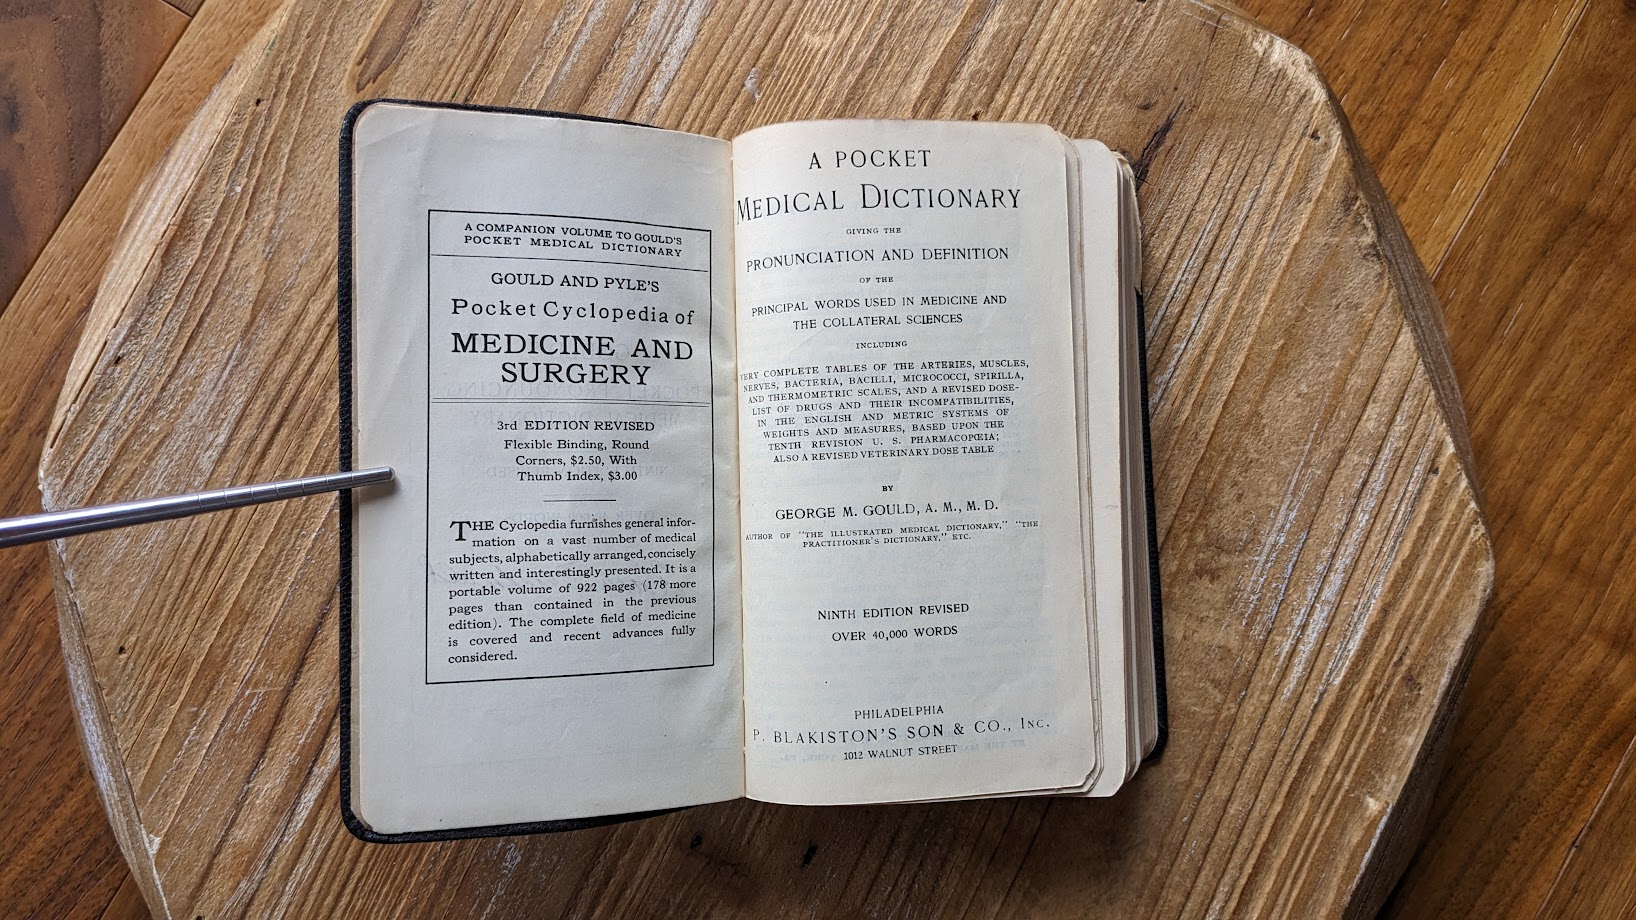 A COMPANION VOLUME TO GOULD'S
POCKET MEDICAL DICTIONARY
GOULD AND PYLE'S
Pocket Cyclopedia of
MEDICINE AND
SURGERY
3rd EDITION REVISED
Flexible Binding, Round
Corners, $2.50, With
Thumb Index, $3.00
THE Cyclopedia furnishes general infor-
mation on a vast number of medical
subjects, alphabetically arranged, concisely
written and interestingly presented. It is a
portable volume of 922 pages (178 more
pages than contained in the previous
edition). The complete field of medicine
is covered and recent advances fully
considered.
A POCKET
MEDICAL DICTIONARY
GIVING THE
PRONUNCIATION AND DEFINITION
OF THE
PRINCIPAL WORDS USED IN MEDICINE AND
THE COLLATERAL SCIENCES
INCLUDING
VERY COMPLETE TABLES OF THE ARTERIES, MUSCLES,
NERVES, BACTERIA, BACILLI, MICROCOCCI, SPIRILLA,
AND THERMOMETRIC SCALES, AND A REVISED DOSE-
LIST OF DRUGS AND THEIR INCOMPATIBILITIES,
IN THE ENGLISH AND METRIC SYSTEMS OF
WEIGHTS AND MEASURES, BASED UPON THE
TENTH REVISION U. S. PHARMACOPŒIA;
ALSO A REVISED VETERINARY DOSE TABLE
BY
GEORGE M. GOULD, A. M., M. D.
AUTHOR OF "THE ILLUSTRATED MEDICAL DICTIONARY," "THE
PRACTITIONER'S DICTIONARY," ETC.
NINTH EDITION REVISED
OVER 40,000 WORDS
PHILADELPHIA
P. BLAKISTON'S SON & CO., INC.
1012 WALNUT STREET